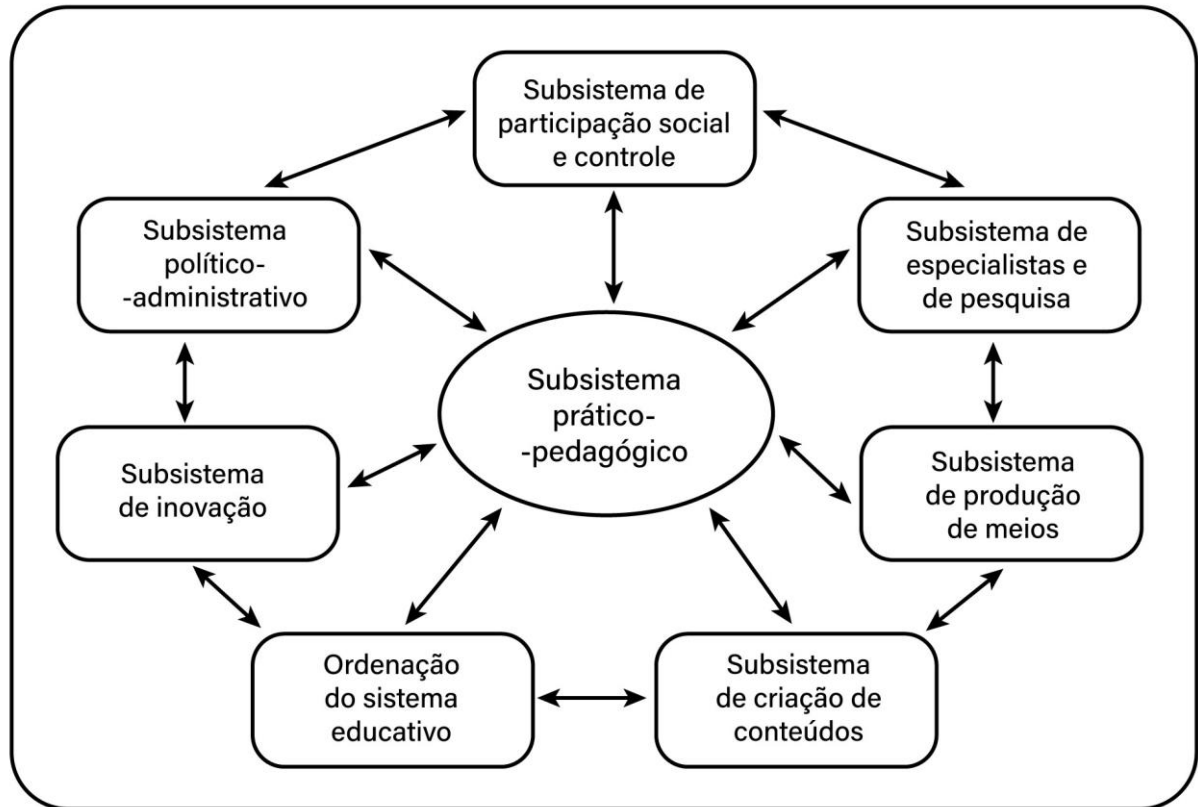 Subsistema de
participação social
e controle
Subsistema
político-
-administrativo
Subsistema de
especialistas e
de pesquisa
Subsistema
prático-
-pedagógico
Subsistema
de inovação
Subsistema
de produção
de meios
Ordenação
do sistema
educativo
Subsistema
de criação de
conteúdos